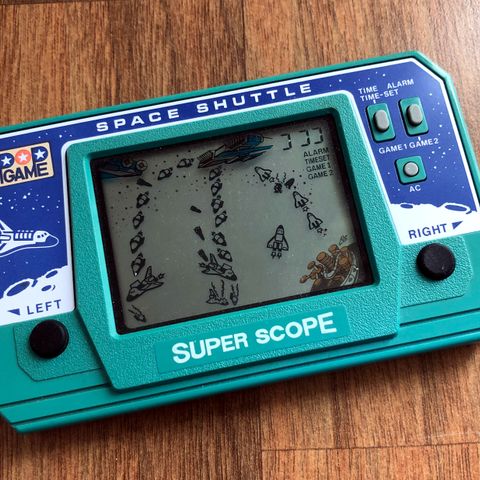 SPACE SHUTTLE
TIME ALARM
TIME-SET
GAME 1 GAME 2
AC
GAME
ALARM
TIMESET
GAME 1
GAME 2
← LEFT
RIGHT →
SUPER SCOPE